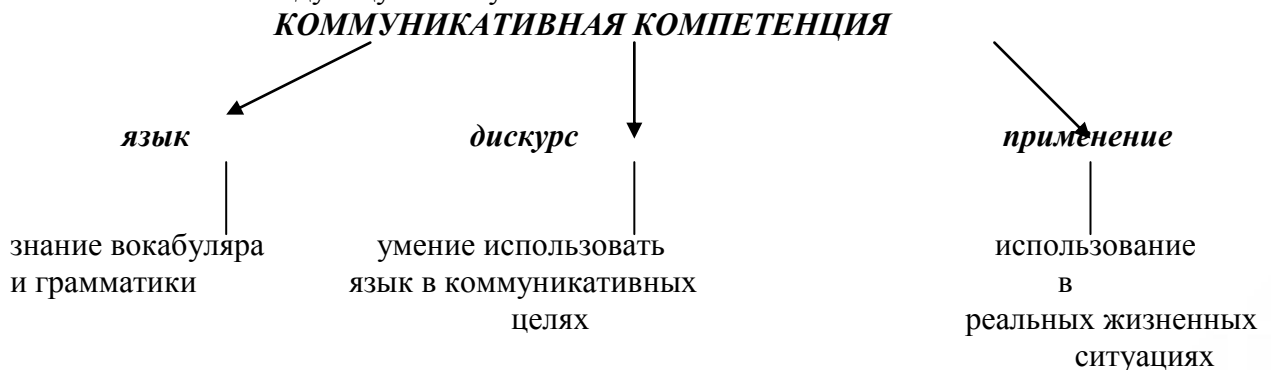 КОММУНИКАТИВНАЯ КОМПЕТЕНЦИЯ
язык дискурс применение
знание вокабуляра умение использовать использование
и грамматики язык в коммуникативных в
целях реальных жизненных
ситуациях